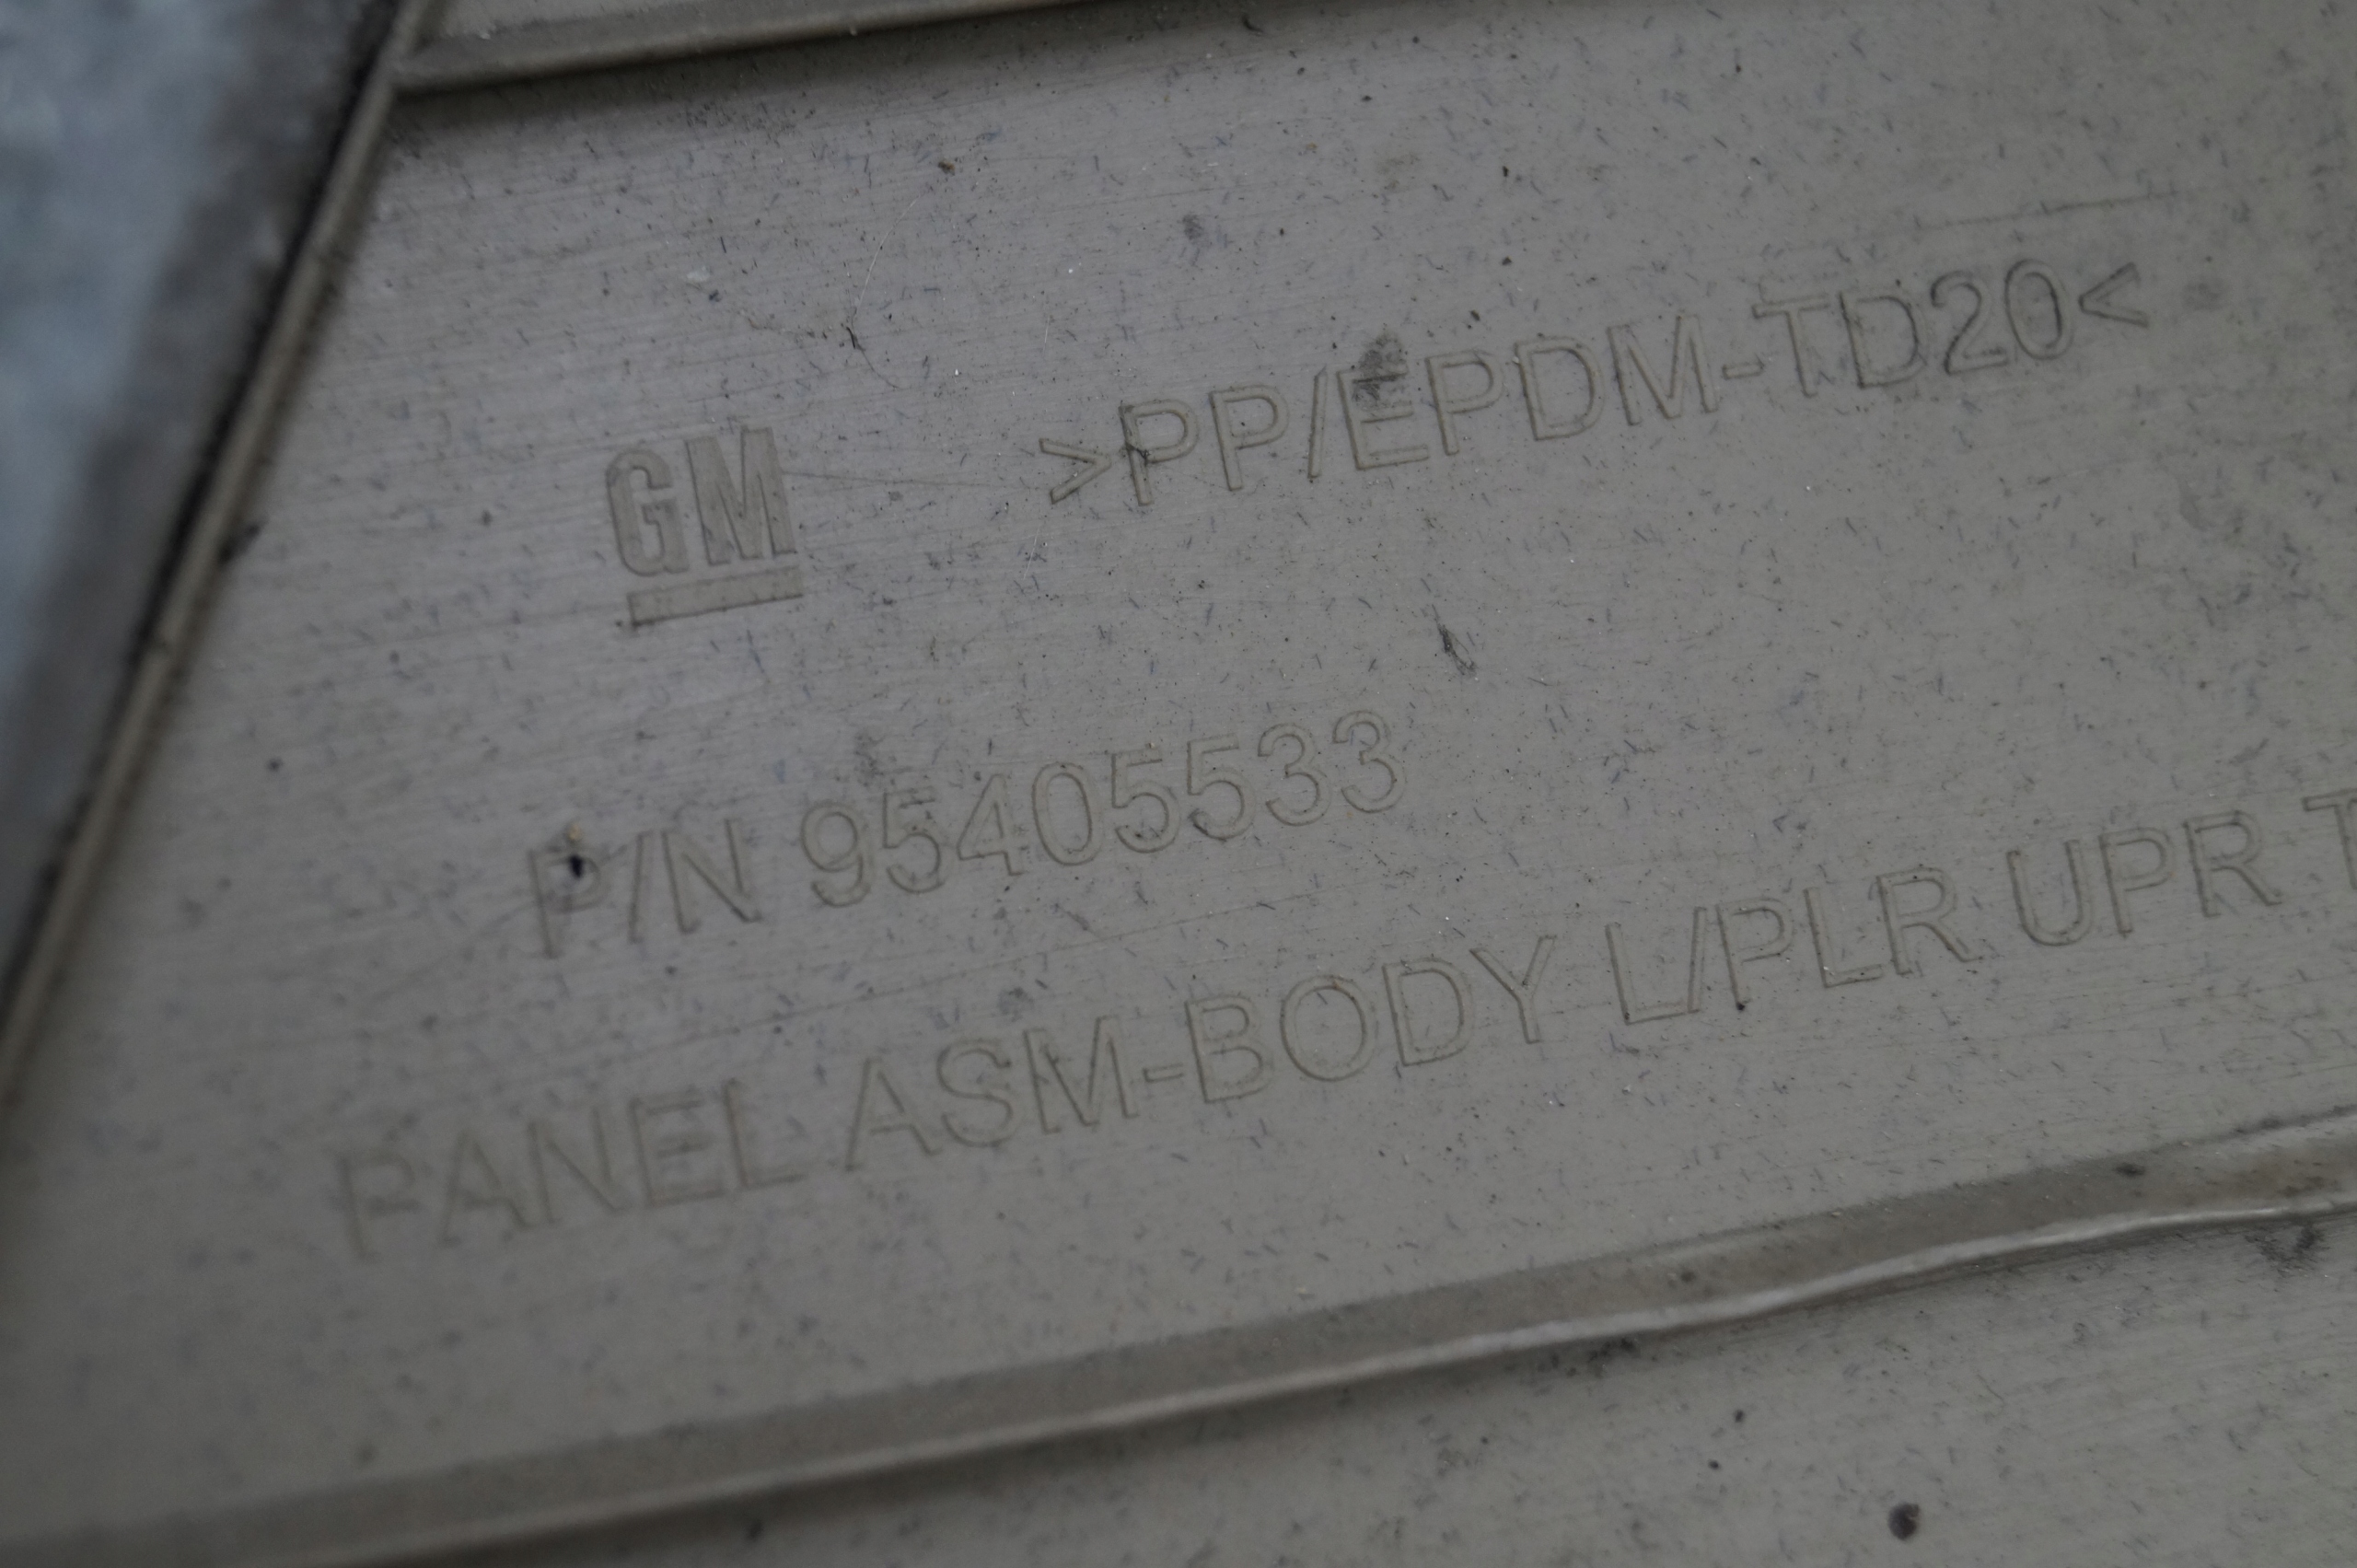 GM >PP/EPDM-TD20<
P/N 95405533
PANEL ASM-BODY L/PLR UPR T